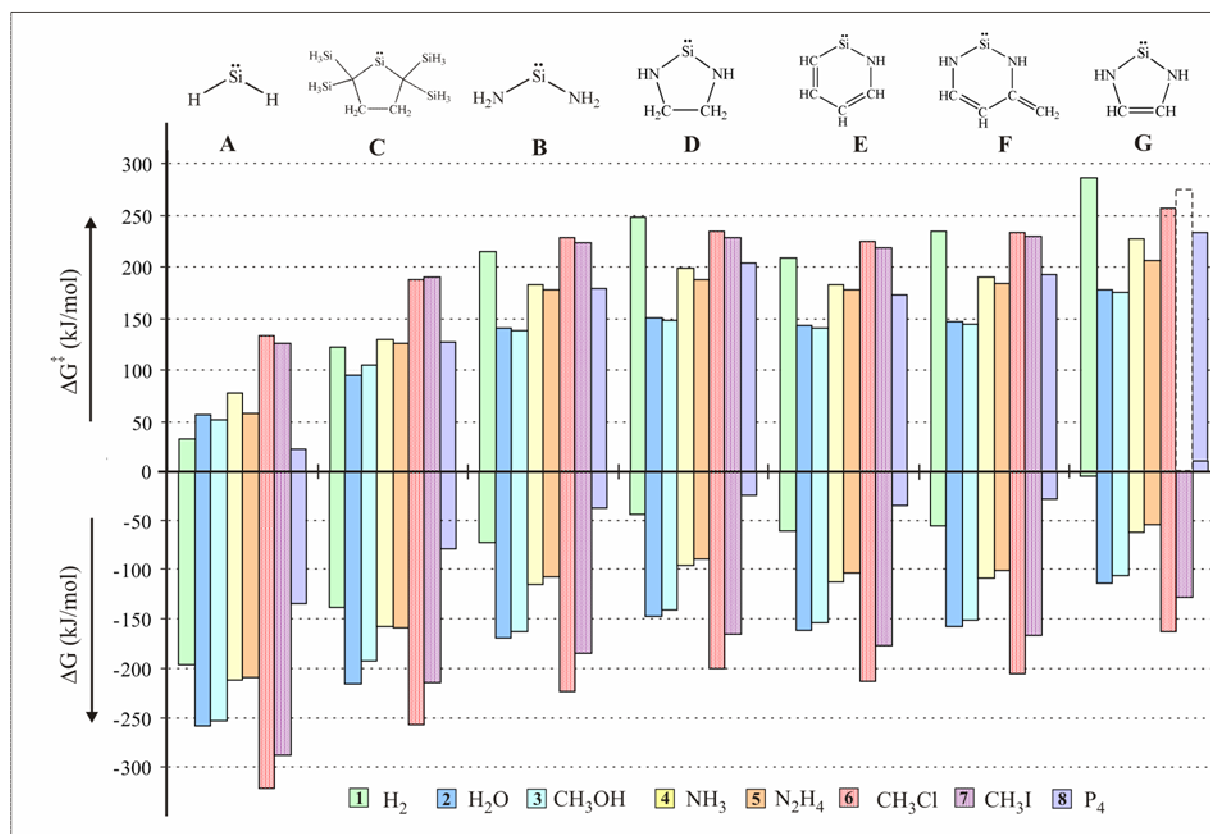 Si
H H
Si
H₃Si SiH₃
H₃Si SiH₃
H₂C CH₂
Si
H₂N NH₂
Si
HN NH
H₂C CH₂
Si
HC NH
HC CH
C
H
Si
HN NH
HC C
C CH₂
H
Si
HN NH
HC CH
A C B D E F G
300
250
200
150
100
50
0
-50
-100
-150
-200
-250
-300
ΔG‡ (kJ/mol)
ΔG (kJ/mol)
1 H₂ 2 H₂O 3 CH₃OH 4 NH₃ 5 N₂H₄ 6 CH₃Cl 7 CH₃I 8 P₄